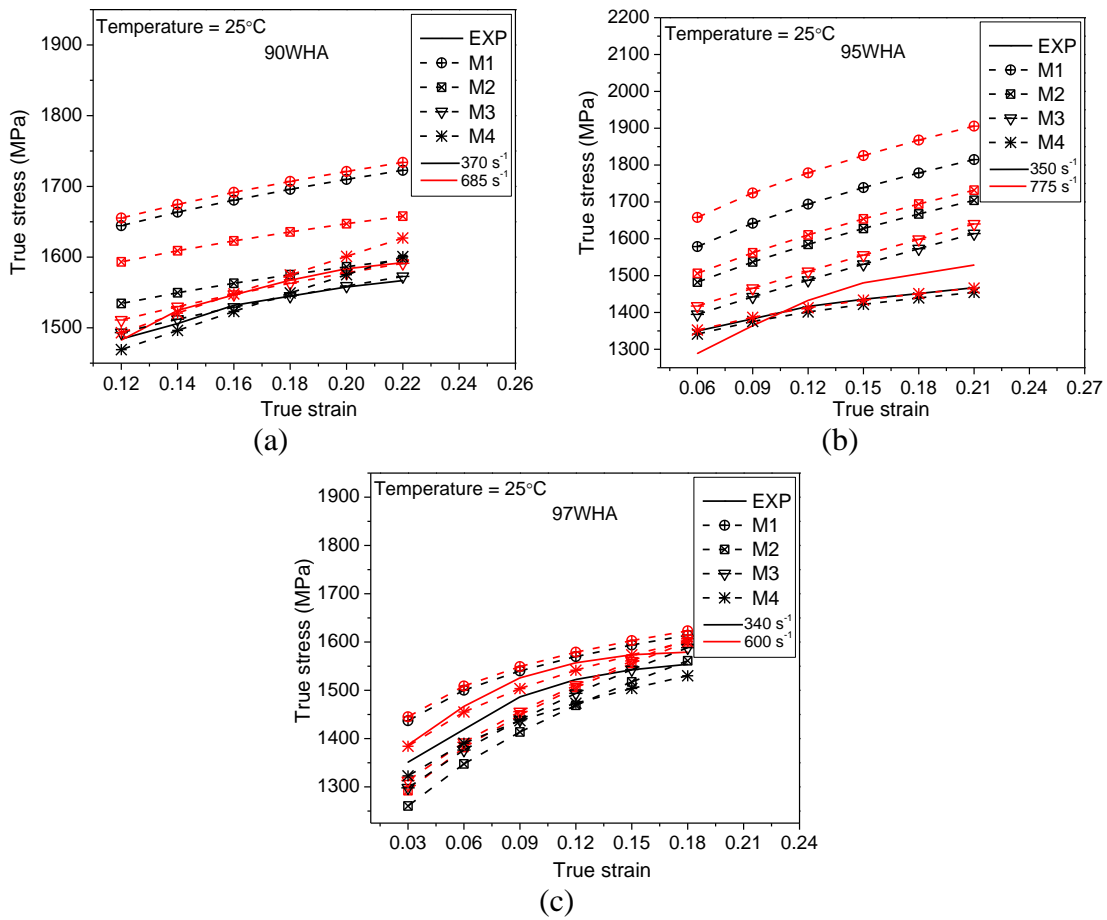 Temperature = 25°C
90WHA
EXP
M1
M2
M3
M4
370 s⁻¹
685 s⁻¹
True stress (MPa)
1900
1800
1700
1600
1500
0.12 0.14 0.16 0.18 0.20 0.22 0.24 0.26
True strain
(a)
Temperature = 25°C
95WHA
EXP
M1
M2
M3
M4
350 s⁻¹
775 s⁻¹
True stress (MPa)
2200
2100
2000
1900
1800
1700
1600
1500
1400
1300
0.06 0.09 0.12 0.15 0.18 0.21 0.24 0.27
True strain
(b)
Temperature = 25°C
97WHA
EXP
M1
M2
M3
M4
340 s⁻¹
600 s⁻¹
True stress (MPa)
1900
1800
1700
1600
1500
1400
1300
0.03 0.06 0.09 0.12 0.15 0.18 0.21 0.24
True strain
(c)